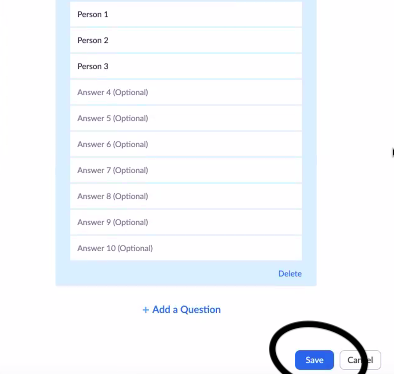 Person 1
Person 2
Person 3
Answer 4 (Optional)
Answer 5 (Optional)
Answer 6 (Optional)
Answer 7 (Optional)
Answer 8 (Optional)
Answer 9 (Optional)
Answer 10 (Optional)
Delete
+ Add a Question
Save Cancel